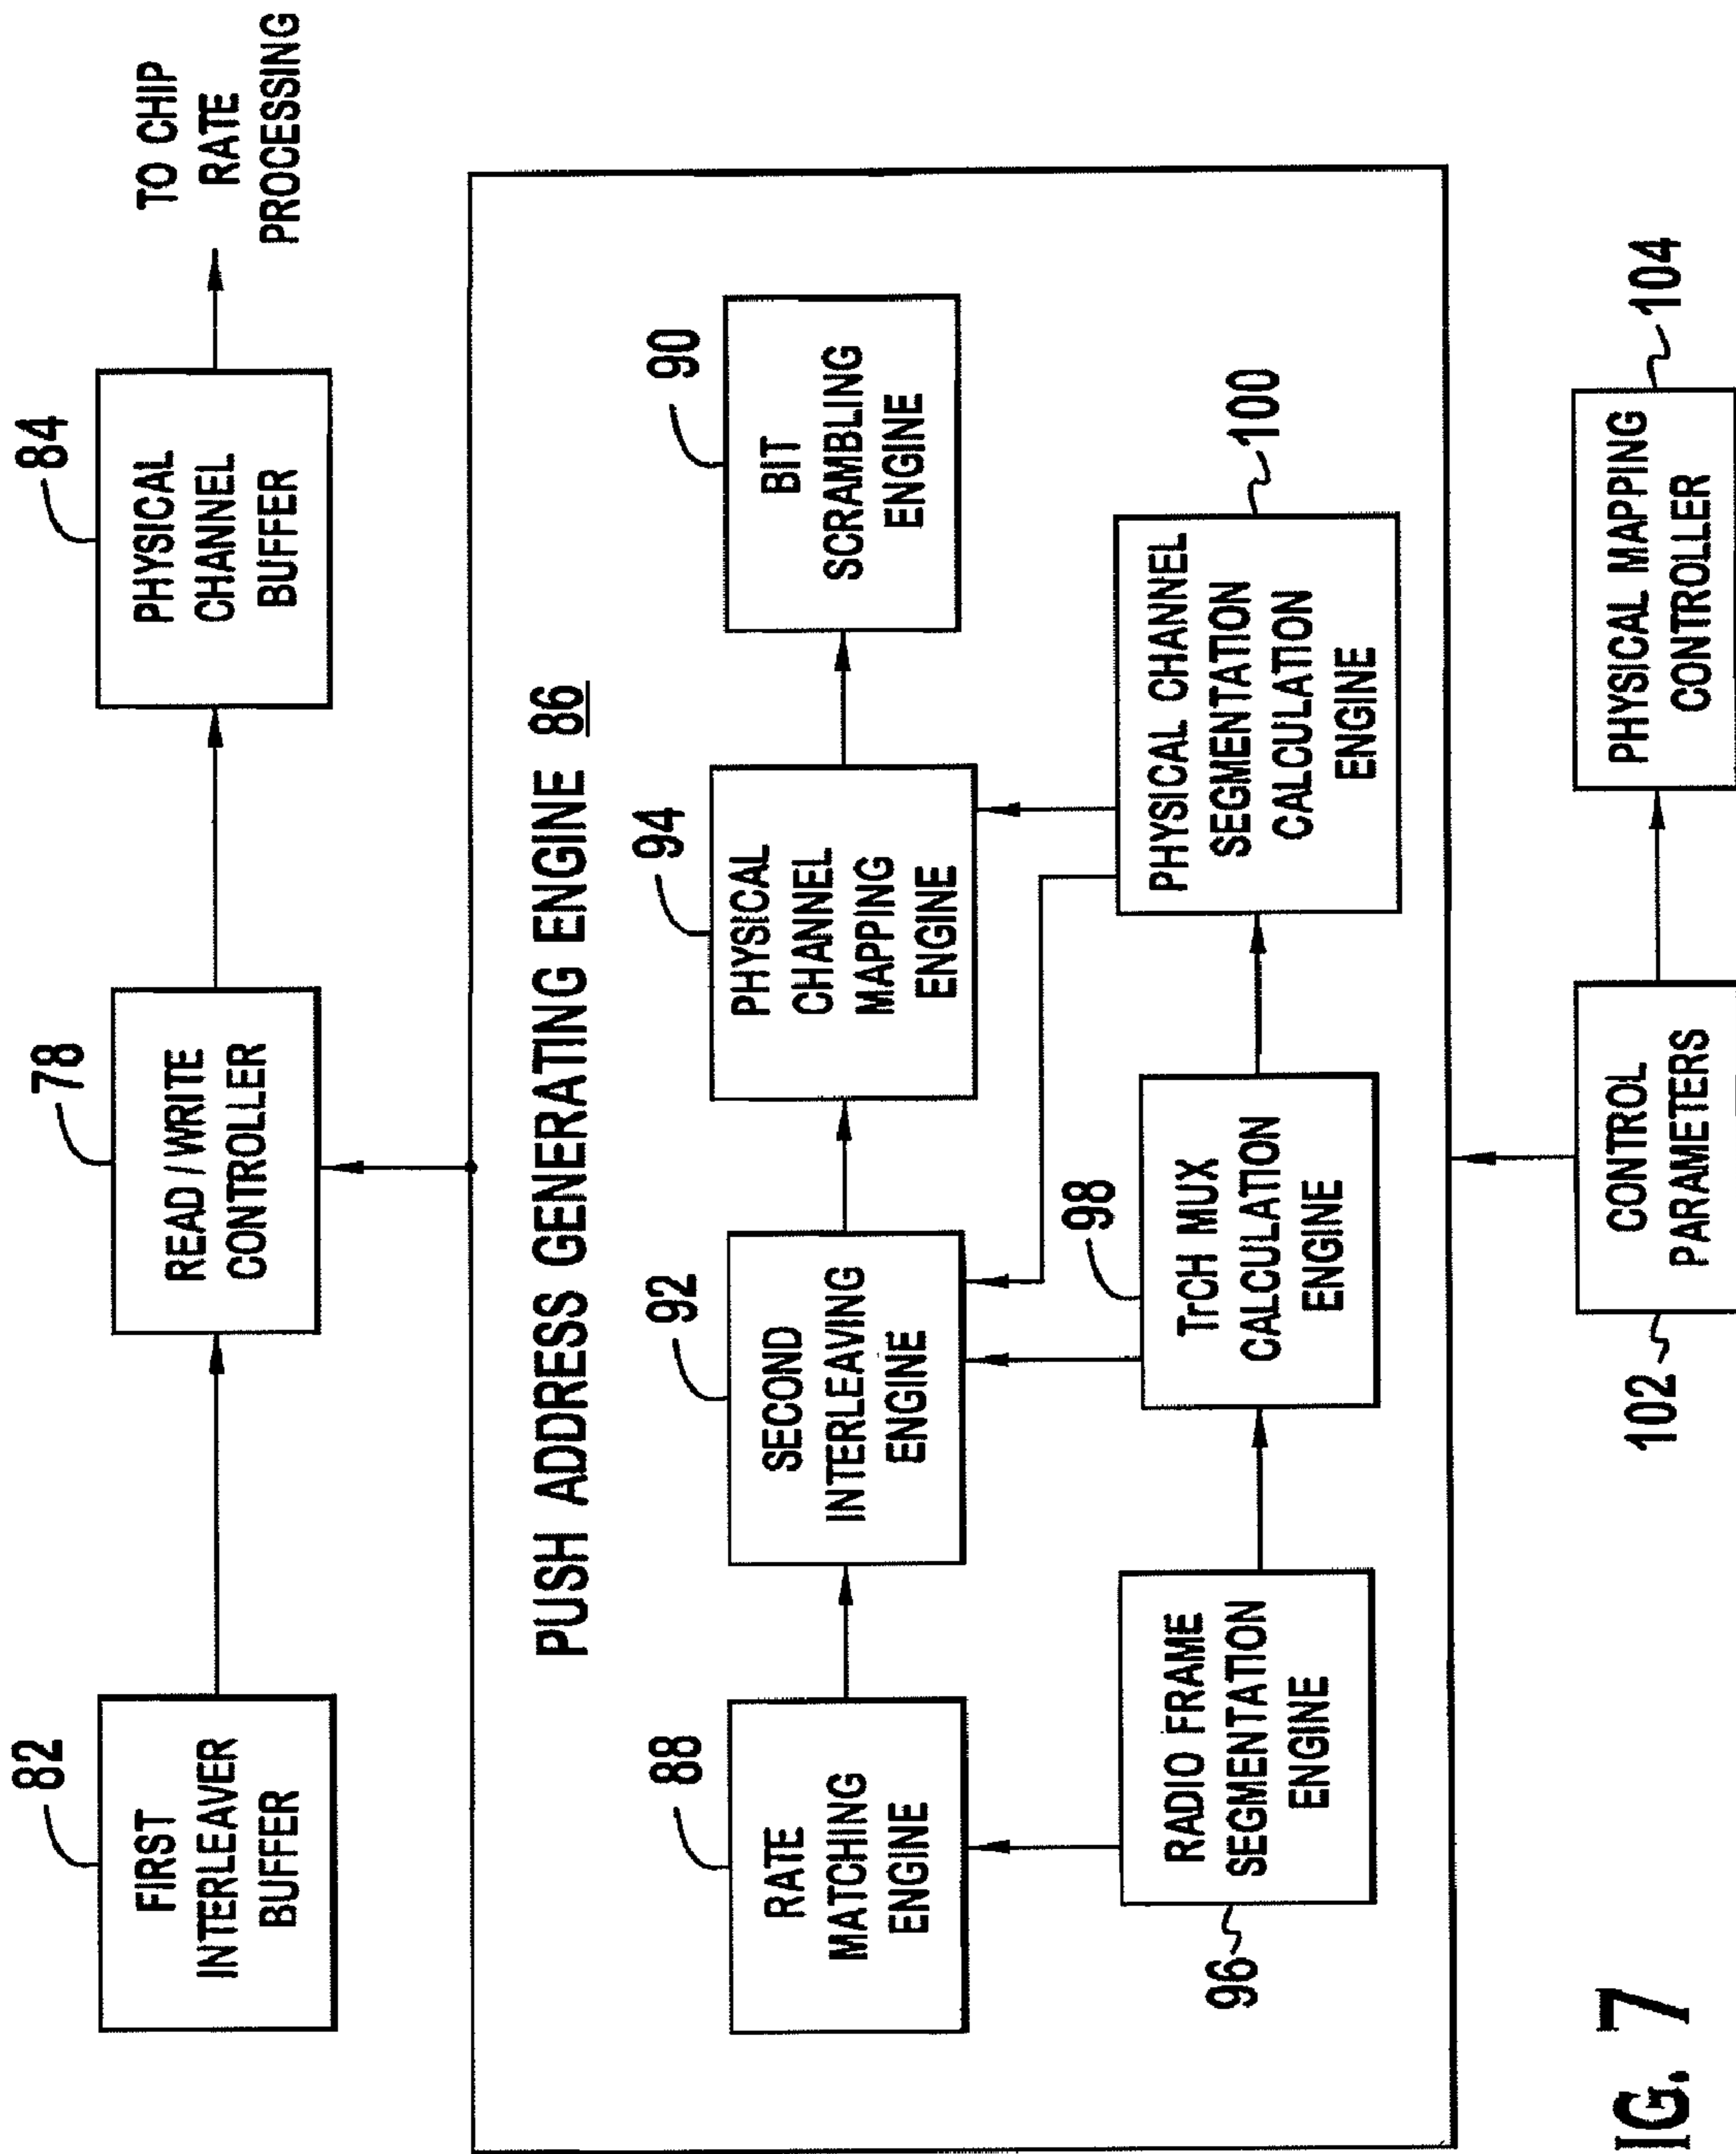 82
FIRST
INTERLEAVER
BUFFER
78
READ / WRITE
CONTROLLER
84
PHYSICAL
CHANNEL
BUFFER
TO CHIP
RATE
PROCESSING
PUSH ADDRESS GENERATING ENGINE 86
88
RATE
MATCHING
ENGINE
92
SECOND
INTERLEAVING
ENGINE
94
PHYSICAL
CHANNEL
MAPPING
ENGINE
90
BIT
SCRAMBLING
ENGINE
96
RADIO FRAME
SEGMENTATION
ENGINE
98
TrCH MUX
CALCULATION
ENGINE
100
PHYSICAL CHANNEL
SEGMENTATION
CALCULATION
ENGINE
102
CONTROL
PARAMETERS
104
PHYSICAL MAPPING
CONTROLLER
IG. 7